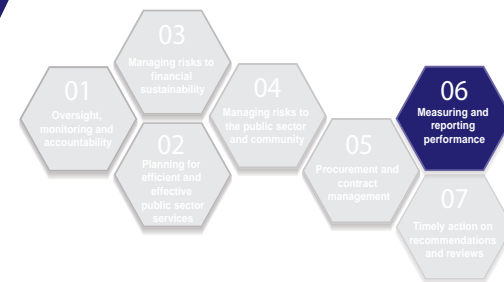 01
Oversight,
monitoring and
accountability
02
Planning for
efficient and
effective
public sector
services
03
Managing risks to
financial
sustainability
04
Managing risks to
the public sector
and community
05
Procurement and
contract
management
06
Measuring and
reporting
performance
07
Timely action on
recommendations
and reviews